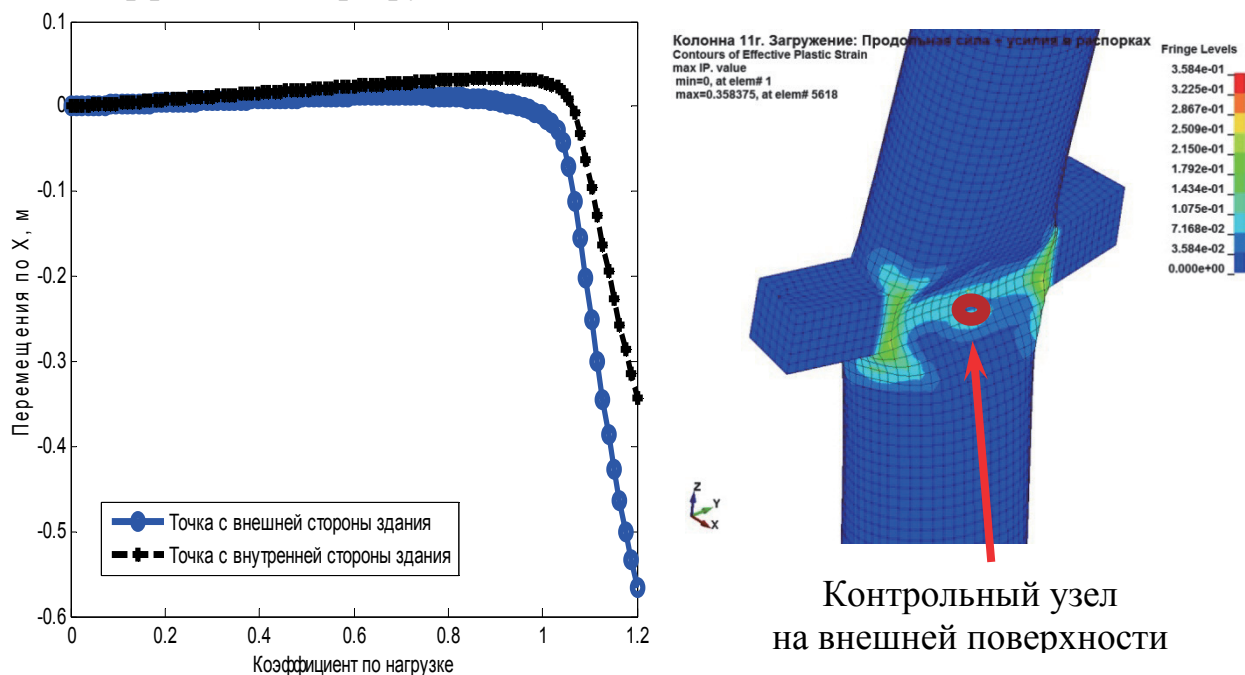 0.1
0
-0.1
-0.2
-0.3
-0.4
-0.5
-0.6
Перемещения по X, м
Точка с внешней стороны здания
Точка с внутренней стороны здания
0
0.2
0.4
0.6
0.8
1
1.2
Коэффициент по нагрузке
Колонна 11г. Загружение: Продольная сила + усилия в распорках
Contours of Effective Plastic Strain
max IP. value
min=0, at elem# 1
max=0.358375, at elem# 5618
Fringe Levels
3.584e-01
3.225e-01
2.867e-01
2.509e-01
2.150e-01
1.792e-01
1.434e-01
1.075e-01
7.168e-02
3.584e-02
0.000e+00
Z
Y
X
Контрольный узел
на внешней поверхности